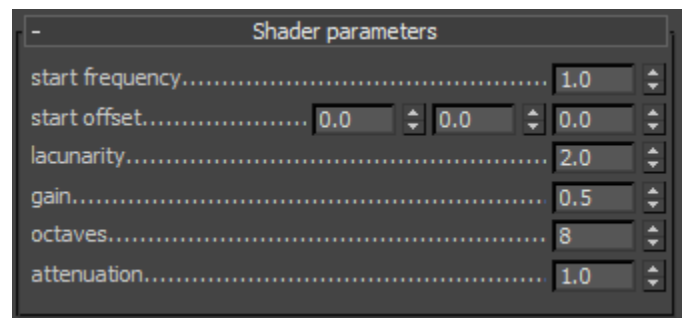 - Shader parameters
start frequency................................................ 1.0
start offset..................... 0.0 0.0 0.0
lacunarity....................................................... 2.0
gain............................................................... 0.5
octaves.......................................................... 8
attenuation..................................................... 1.0